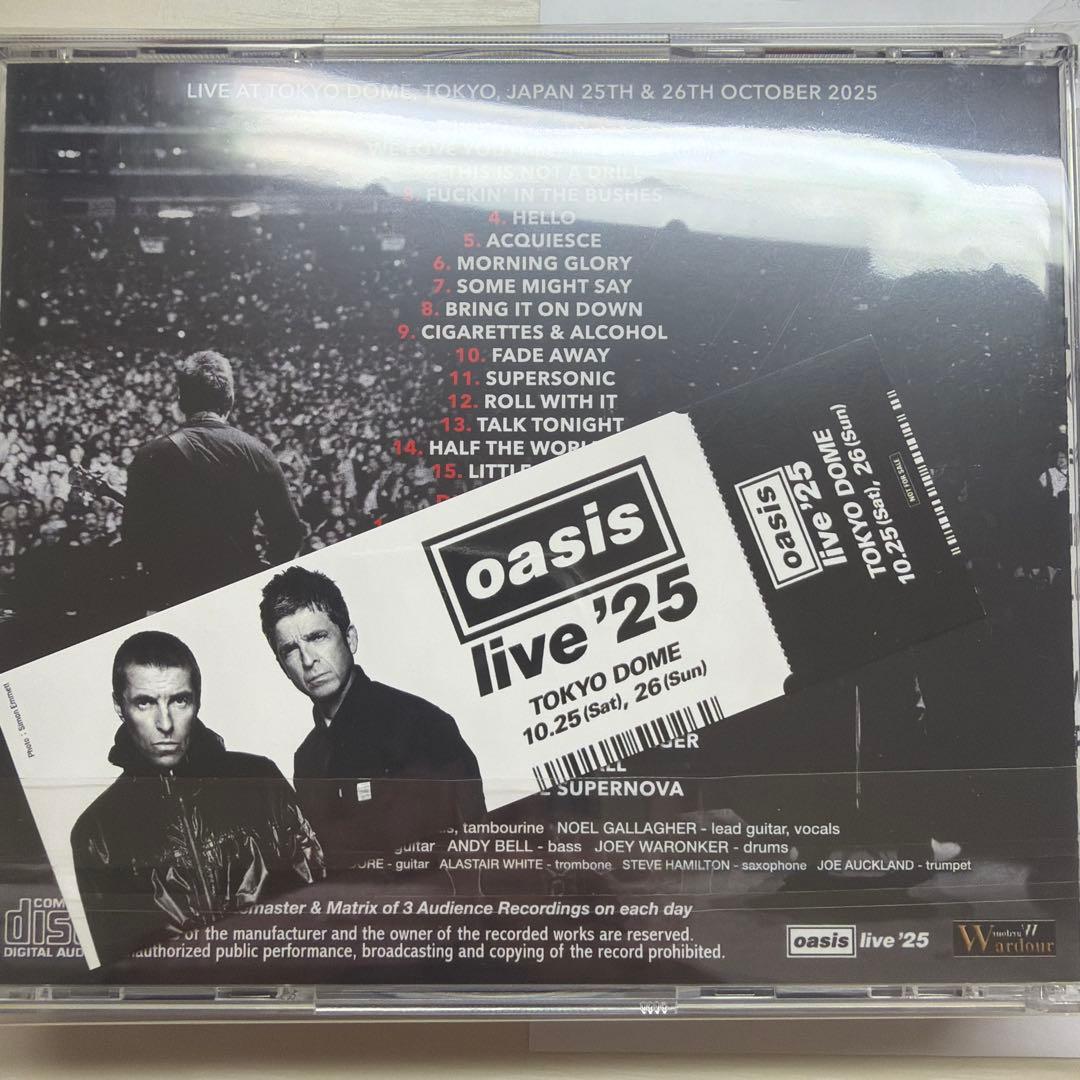 LIVE AT TOKYO DOME, TOKYO, JAPAN 25TH & 26TH OCTOBER 2025
WE LOVE YOU
THIS IS NOT A DRILL
3. FUCKIN' IN THE BUSHES
4. HELLO
5. ACQUIESCE
6. MORNING GLORY
7. SOME MIGHT SAY
8. BRING IT ON DOWN
9. CIGARETTES & ALCOHOL
10. FADE AWAY
11. SUPERSONIC
12. ROLL WITH IT
13. TALK TONIGHT
14. HALF THE
15. LITTLE
oasis
live '25
TOKYO DOME
10.25(Sat), 26(Sun)
Photo : Simon Emmett
oasis
live '25
TOKYO DOME
10.25(Sat), 26(Sun)
NOT FOR SALE
SUPERNOVA
tambourine NOEL GALLAGHER - lead guitar, vocals
guitar ANDY BELL - bass JOEY WARONKER - drums
- guitar ALASTAIR WHITE - trombone STEVE HAMILTON - saxophone JOE AUCKLAND - trumpet
& Matrix of 3 Audience Recordings on each day
of the manufacturer and the owner of the recorded works are reserved.
public performance, broadcasting and copying of the record prohibited.
DIGITAL
oasis live '25
Wardour